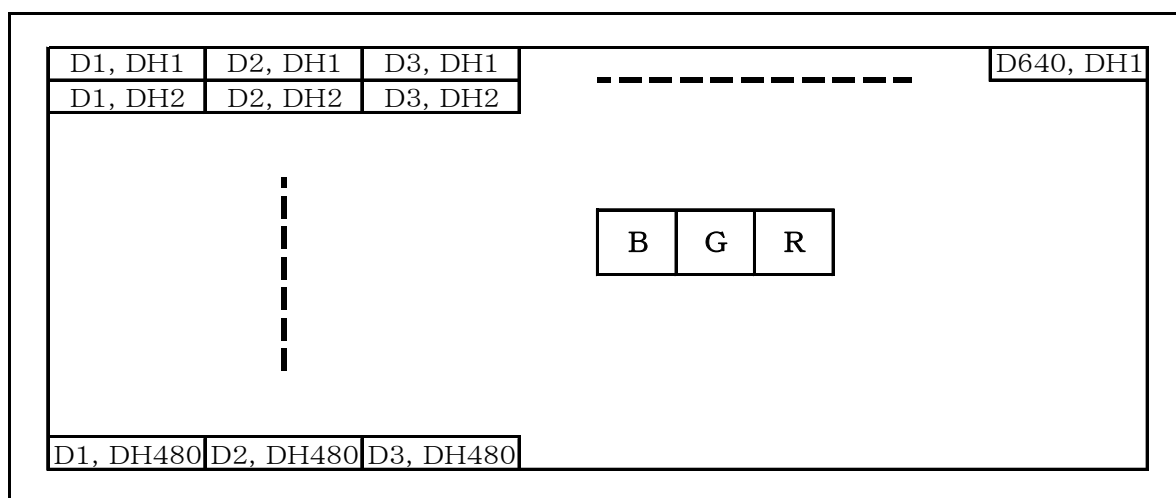 D1, DH1 D2, DH1 D3, DH1 D640, DH1
D1, DH2 D2, DH2 D3, DH2
B G R
D1, DH480 D2, DH480 D3, DH480